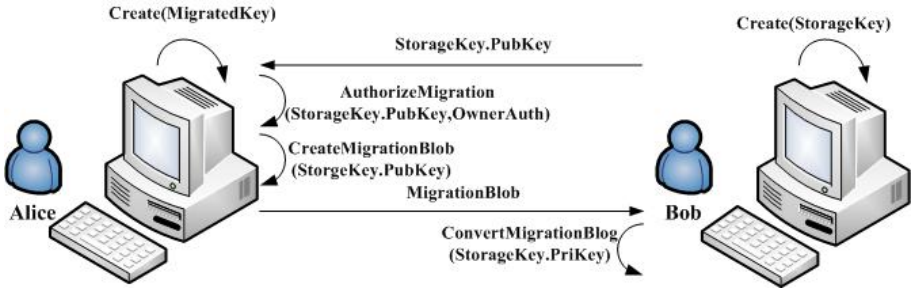 Create(MigratedKey)
Create(StorageKey)
StorageKey.PubKey
AuthorizeMigration
(StorageKey.PubKey,OwnerAuth)
CreateMigrationBlob
(StorgeKey.PubKey)
MigrationBlob
Alice
Bob
ConvertMigrationBlog
(StorageKey.PriKey)